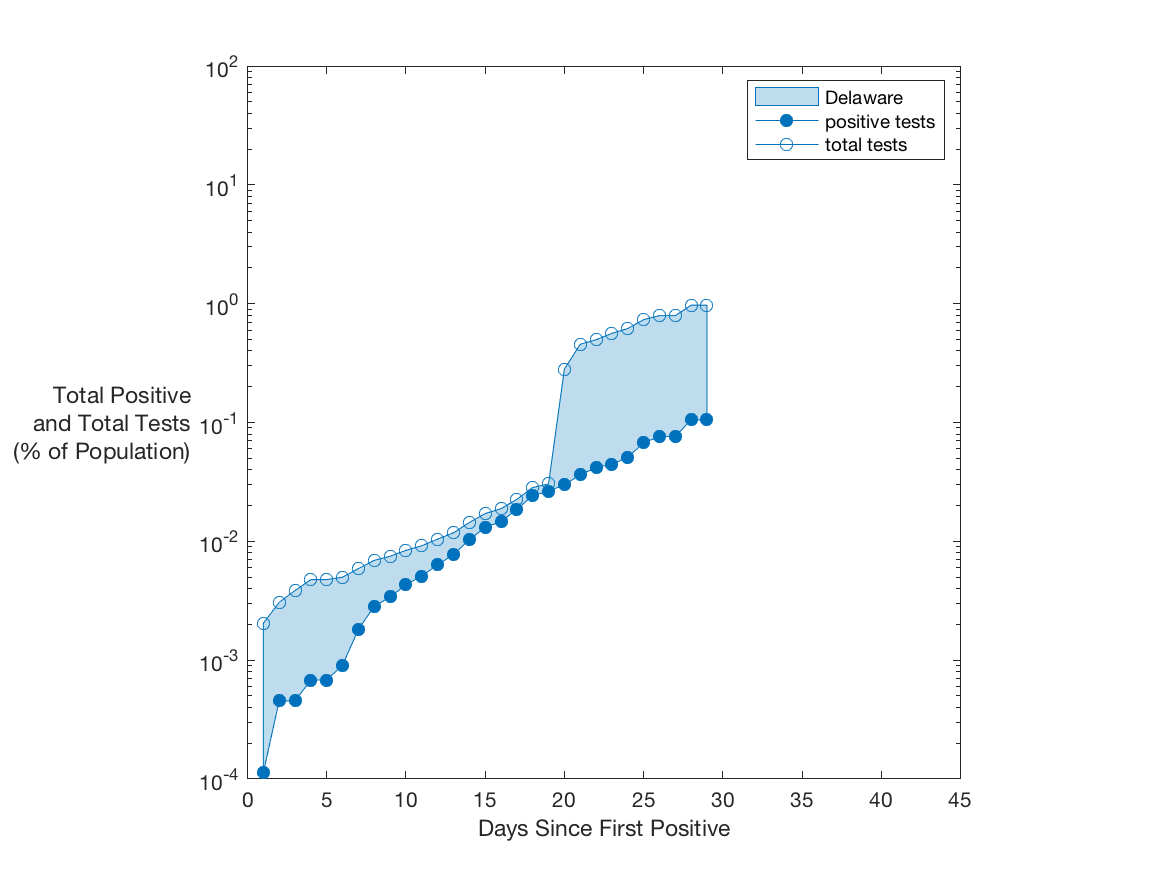 10^2
10^1
10^0
10^-1
10^-2
10^-3
10^-4
Total Positive
and Total Tests
(% of Population)
Delaware
positive tests
total tests
0 5 10 15 20 25 30 35 40 45
Days Since First Positive